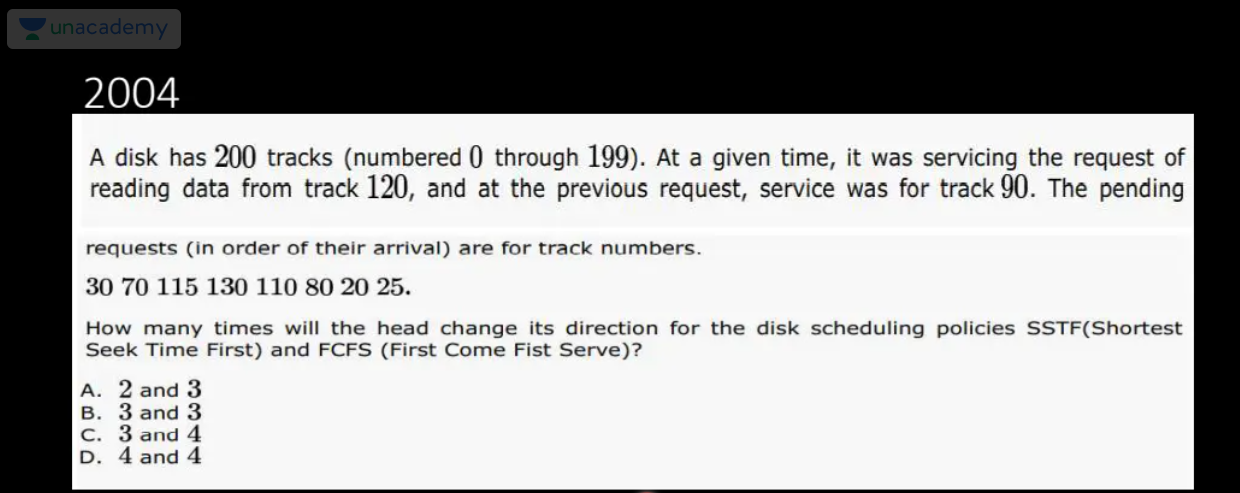 unacademy
2004
A disk has 200 tracks (numbered 0 through 199). At a given time, it was servicing the request of
reading data from track 120, and at the previous request, service was for track 90. The pending
requests (in order of their arrival) are for track numbers.
30 70 115 130 110 80 20 25.
How many times will the head change its direction for the disk scheduling policies SSTF(Shortest
Seek Time First) and FCFS (First Come Fist Serve)?
A. 2 and 3
B. 3 and 3
C. 3 and 4
D. 4 and 4